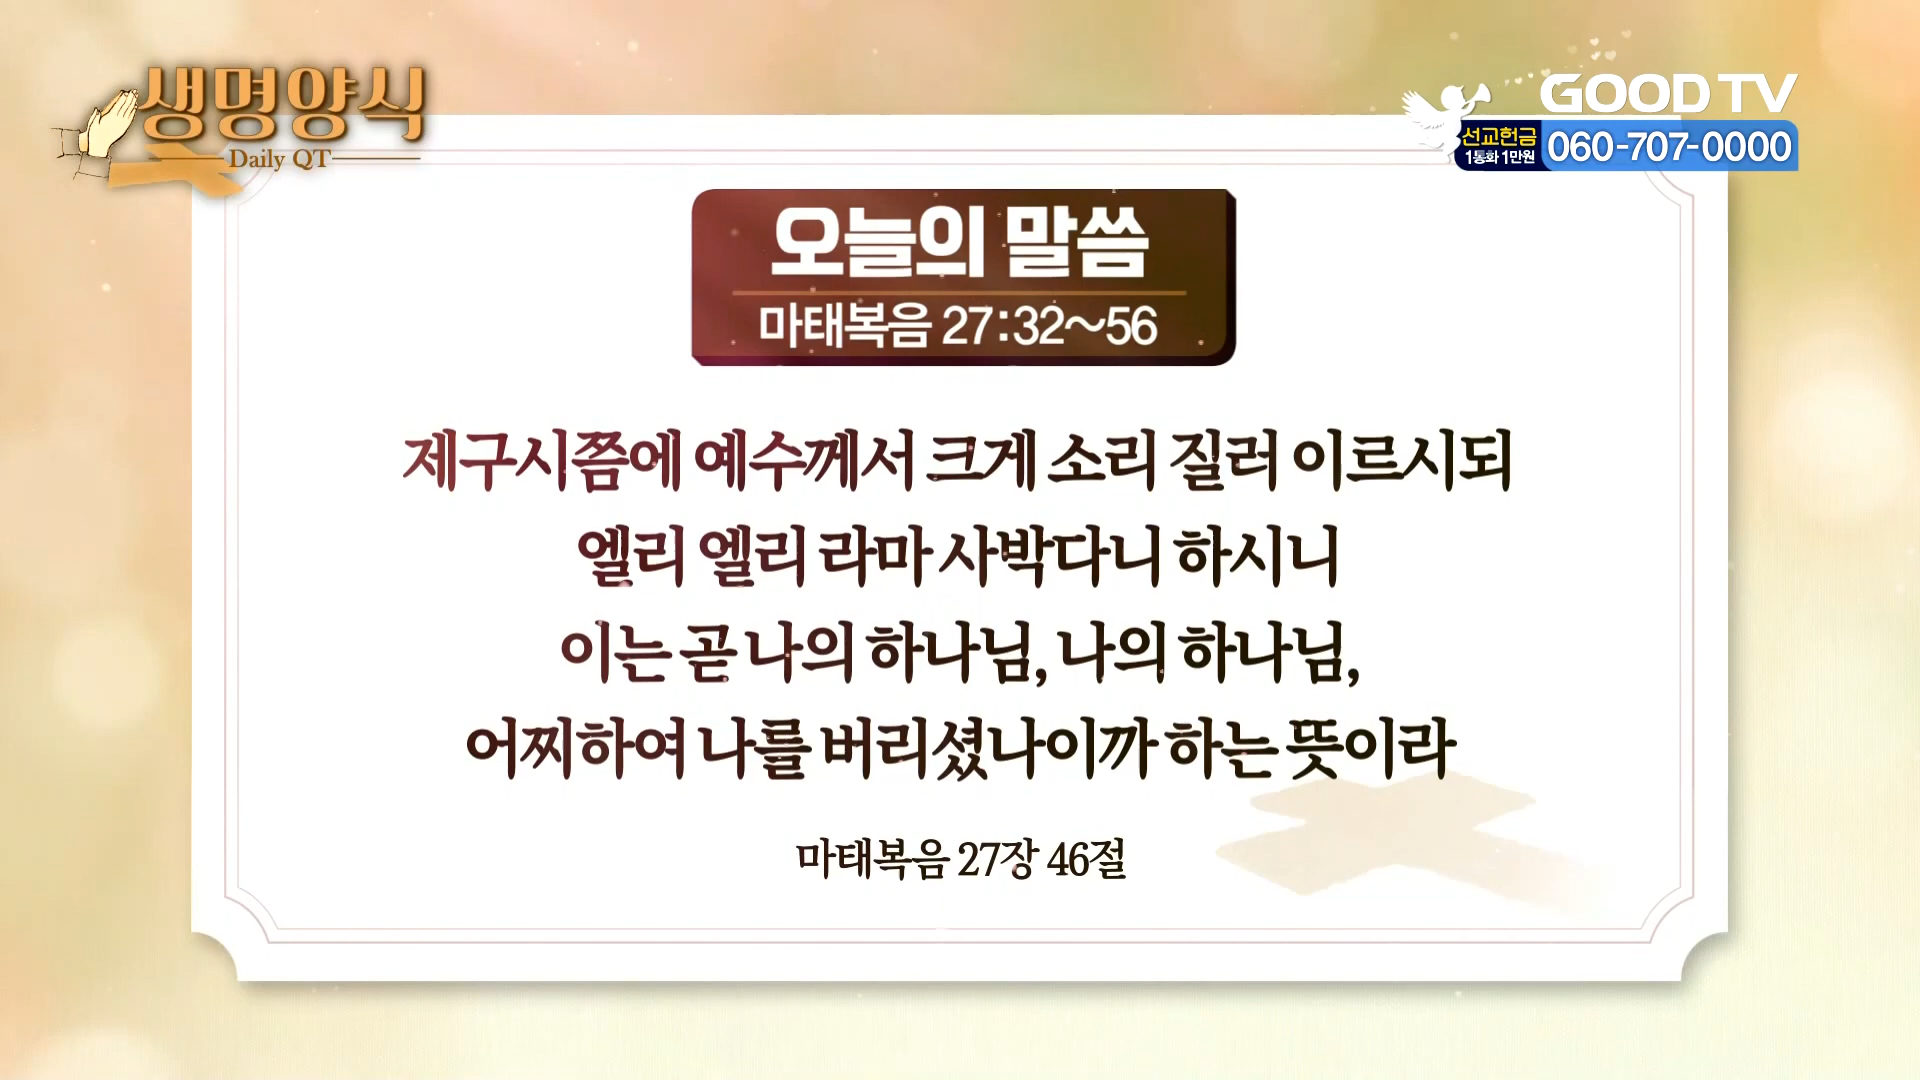 생명양식
Daily QT
GOOD TV
선교헌금
1통화 1만원
060-707-0000
오늘의 말씀
마태복음 27:32~56
제구시쯤에 예수께서 크게 소리 질러 이르시되
엘리 엘리 라마 사박다니 하시니
이는 곧 나의 하나님, 나의 하나님,
어찌하여 나를 버리셨나이까 하는 뜻이라
마태복음 27장 46절